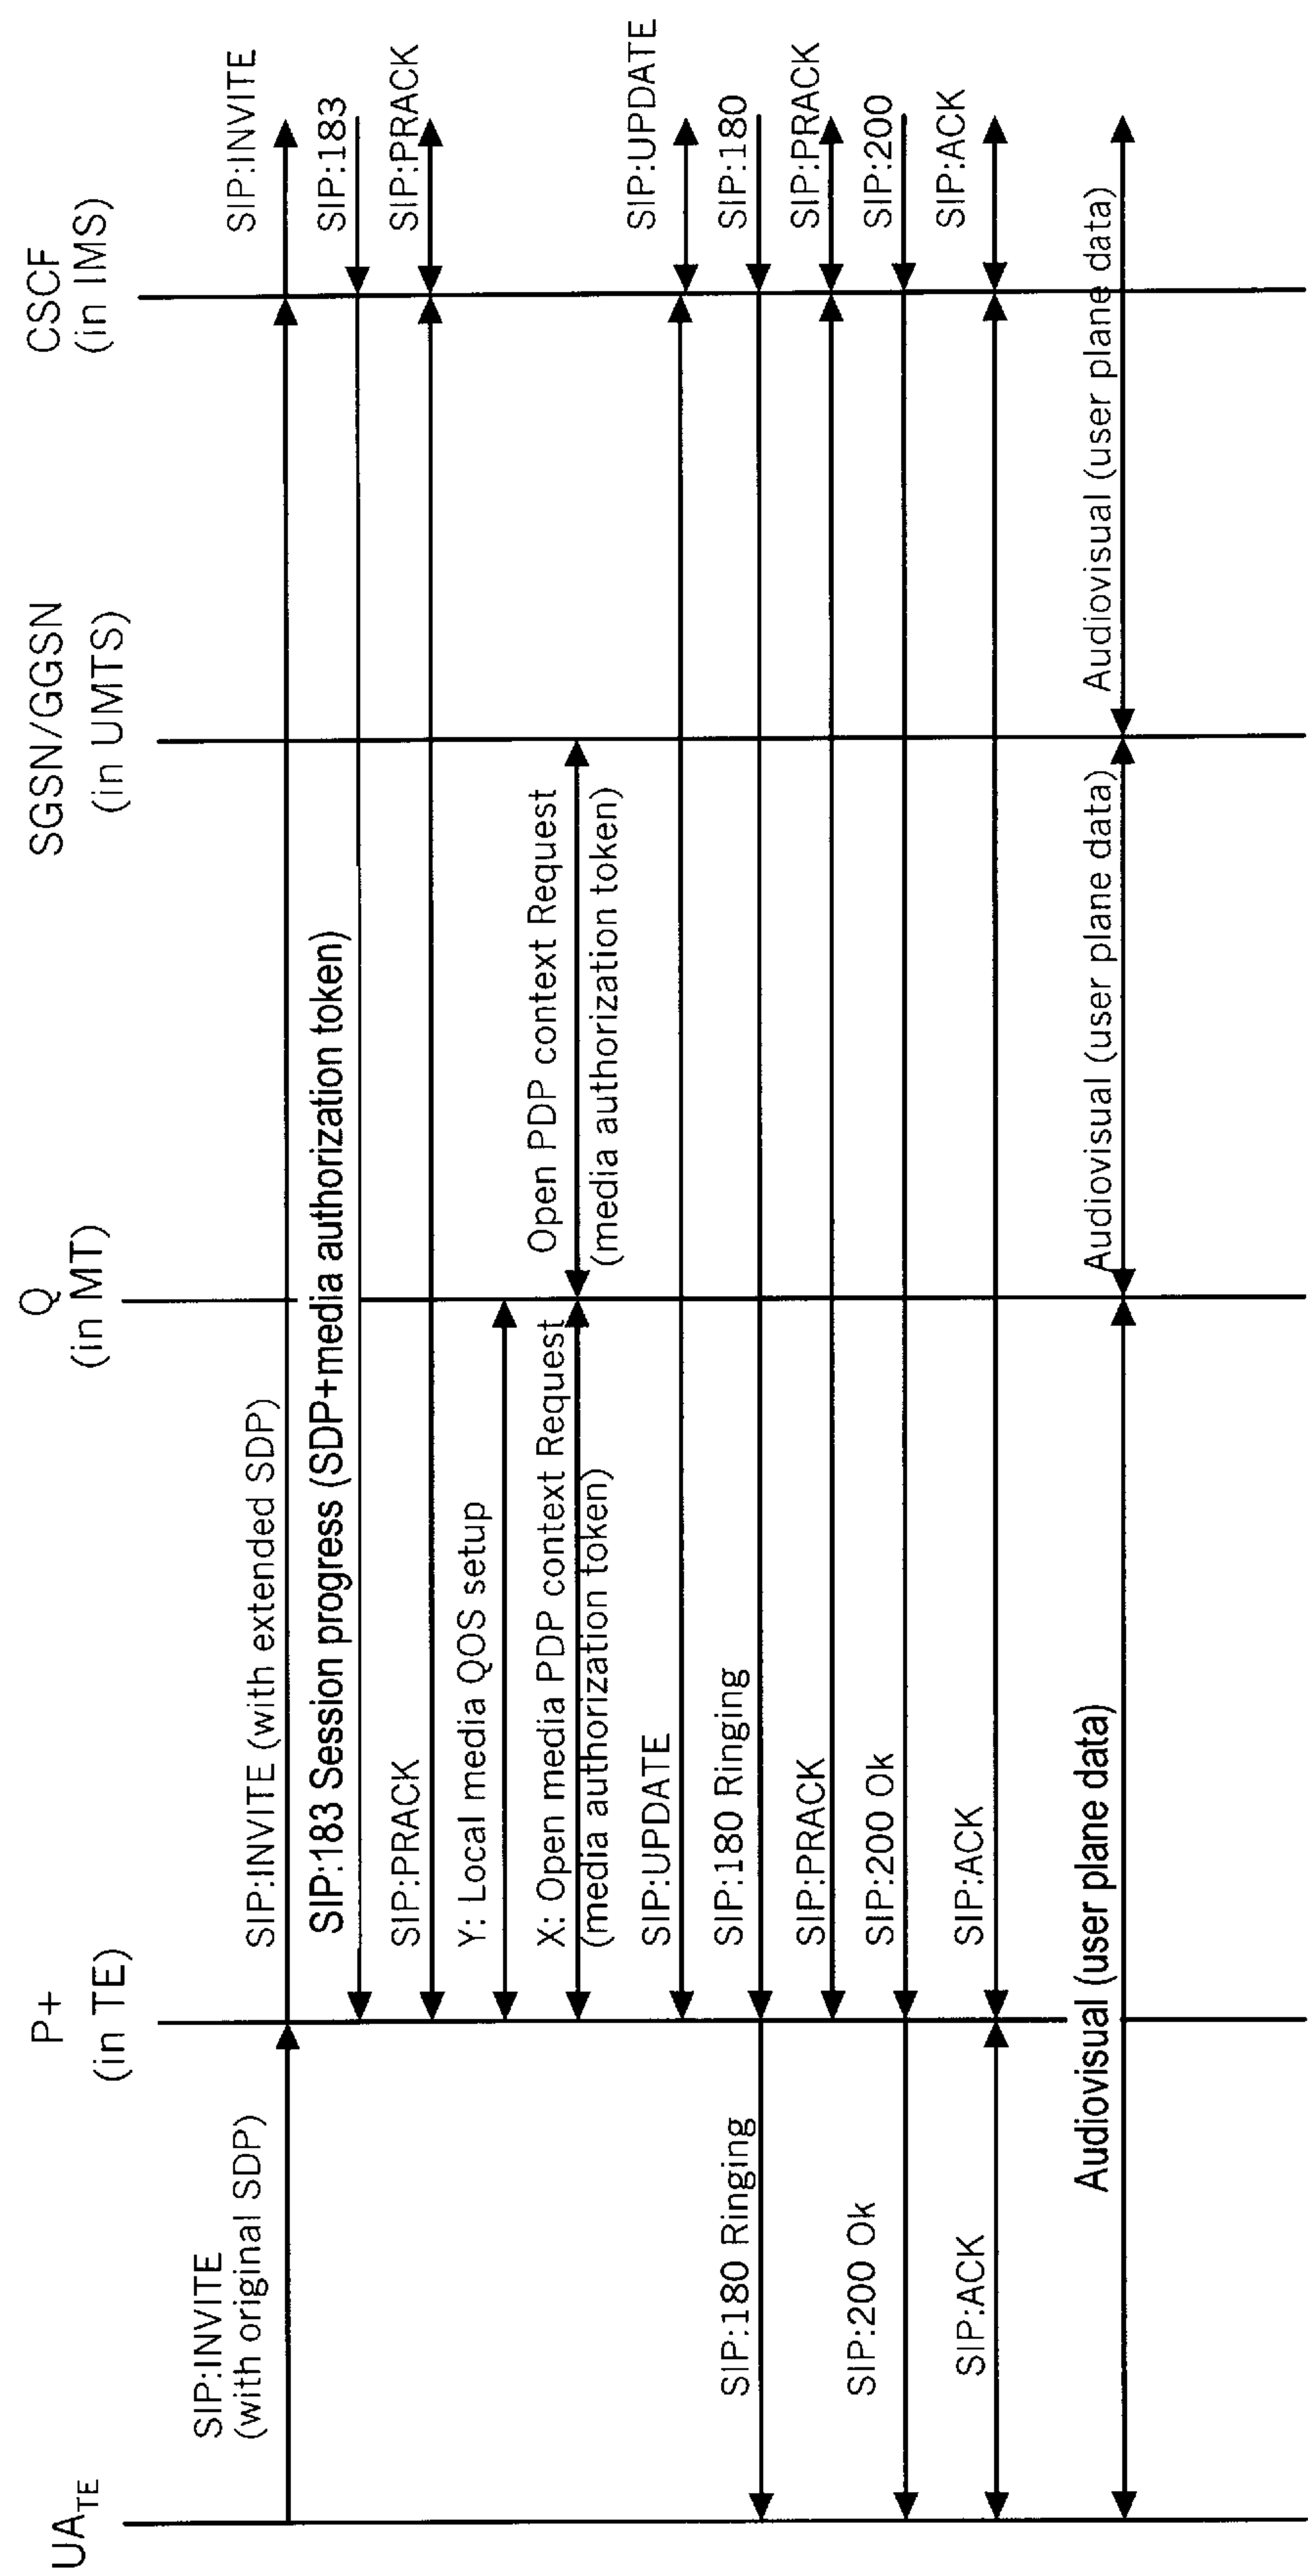 UATE
P+
(in TE)
Q
(in MT)
SGSN/GGSN
(in UMTS)
CSCF
(in IMS)
SIP:INVITE
(with original SDP)
SIP:INVITE (with extended SDP)
SIP:INVITE
SIP:183 Session progress (SDP+media authorization token)
SIP:183
SIP:PRACK
SIP:PRACK
Y: Local media QOS setup
X: Open media PDP context Request
(media authorization token)
Open PDP context Request
(media authorization token)
SIP:UPDATE
SIP:UPDATE
SIP:180 Ringing
SIP:180 Ringing
SIP:180
SIP:PRACK
SIP:PRACK
SIP:200 Ok
SIP:200 Ok
SIP:200
SIP:ACK
SIP:ACK
SIP:ACK
Audiovisual (user plane data)
Audiovisual (user plane data)
Audiovisual (user plane data)